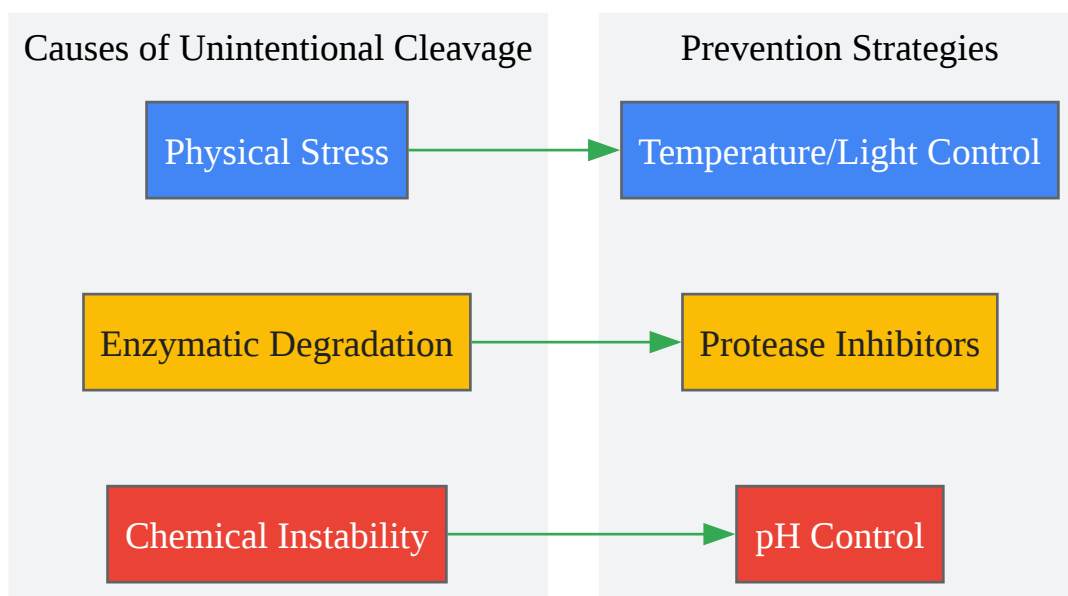 Causes of Unintentional Cleavage
Prevention Strategies
Physical Stress
Temperature/Light Control
Enzymatic Degradation
Protease Inhibitors
Chemical Instability
pH Control